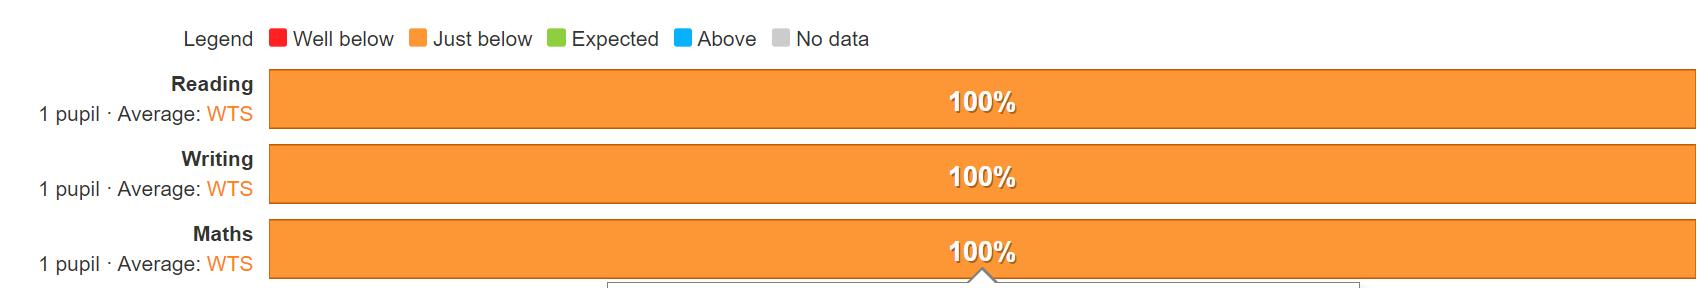 Legend Well below Just below Expected Above No data
Reading
1 pupil · Average: WTS
100%
Writing
1 pupil · Average: WTS
100%
Maths
1 pupil · Average: WTS
100%